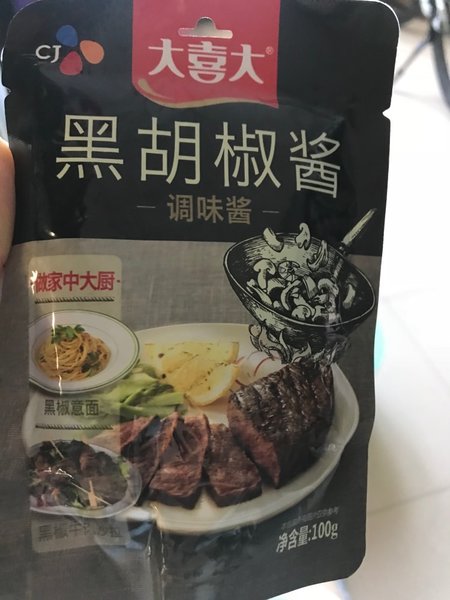 CJ
大喜大®
黑胡椒酱
调味酱
做家中大厨
黑椒意面
净含量:100g